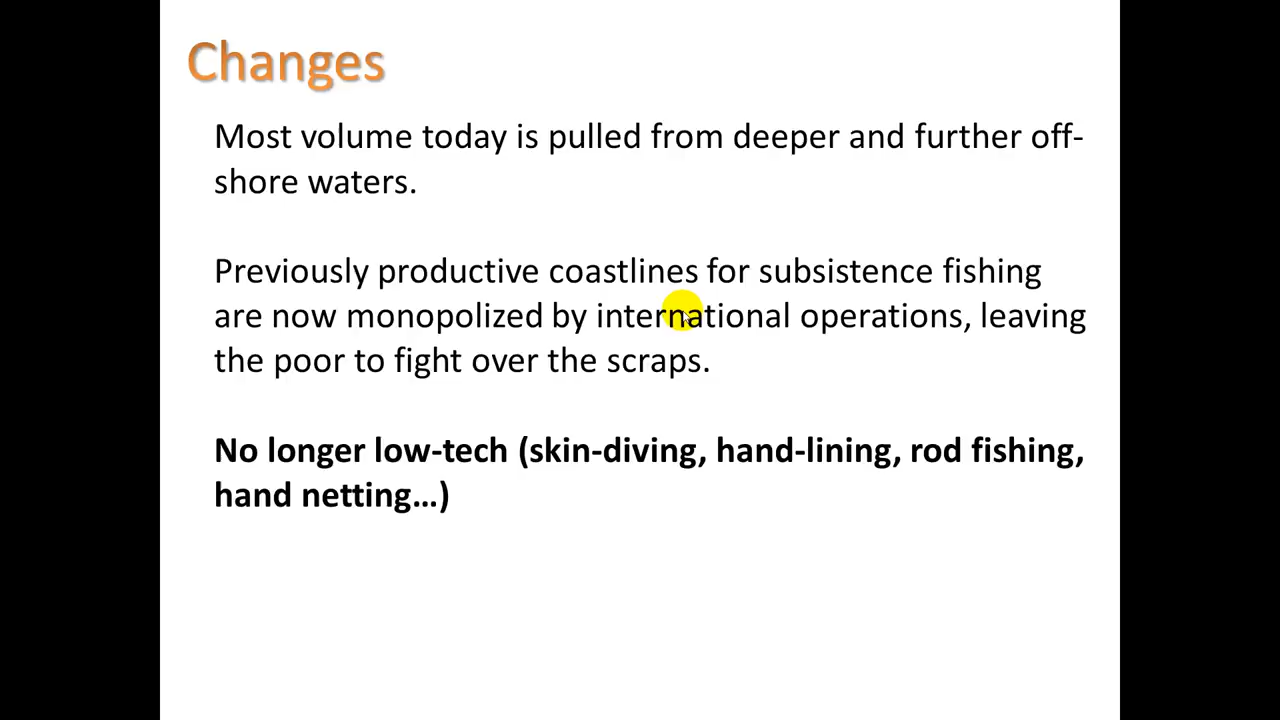 Changes
Most volume today is pulled from deeper and further off-
shore waters.
Previously productive coastlines for subsistence fishing
are now monopolized by international operations, leaving
the poor to fight over the scraps.
No longer low-tech (skin-diving, hand-lining, rod fishing,
hand netting…)